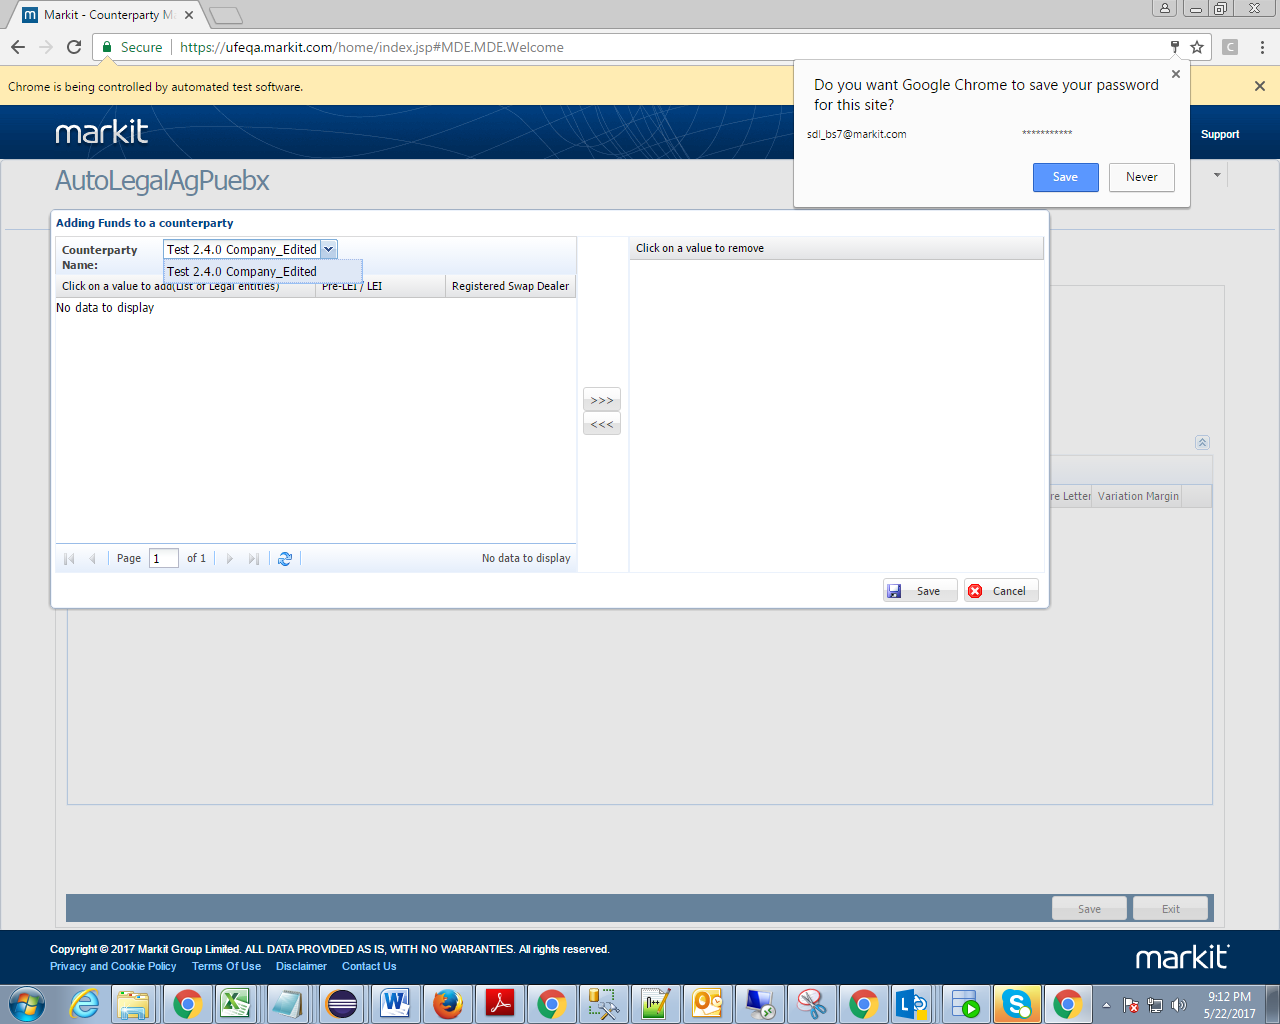 Markit - Counterparty Ma
Secure
https://ufeqa.markit.com/home/index.jsp#MDE.MDE.Welcome
Chrome is being controlled by automated test software.
Do you want Google Chrome to save your password
for this site?
sdl_bs7@markit.com ***********
Save Never
markit
Support
AutoLegalAgPuebx
Adding Funds to a counterparty
Counterparty
Name:
Test 2.4.0 Company_Edited
Test 2.4.0 Company_Edited
Click on a value to add(List of Legal entities) Pre-LEI / LEI Registered Swap Dealer
No data to display
Click on a value to remove
>>>
<<<
re Letter Variation Margin
Page 1 of 1
No data to display
Save Cancel
Save Exit
Copyright © 2017 Markit Group Limited. ALL DATA PROVIDED AS IS, WITH NO WARRANTIES. All rights reserved.
Privacy and Cookie Policy Terms Of Use Disclaimer Contact Us
markit
9:12 PM
5/22/2017